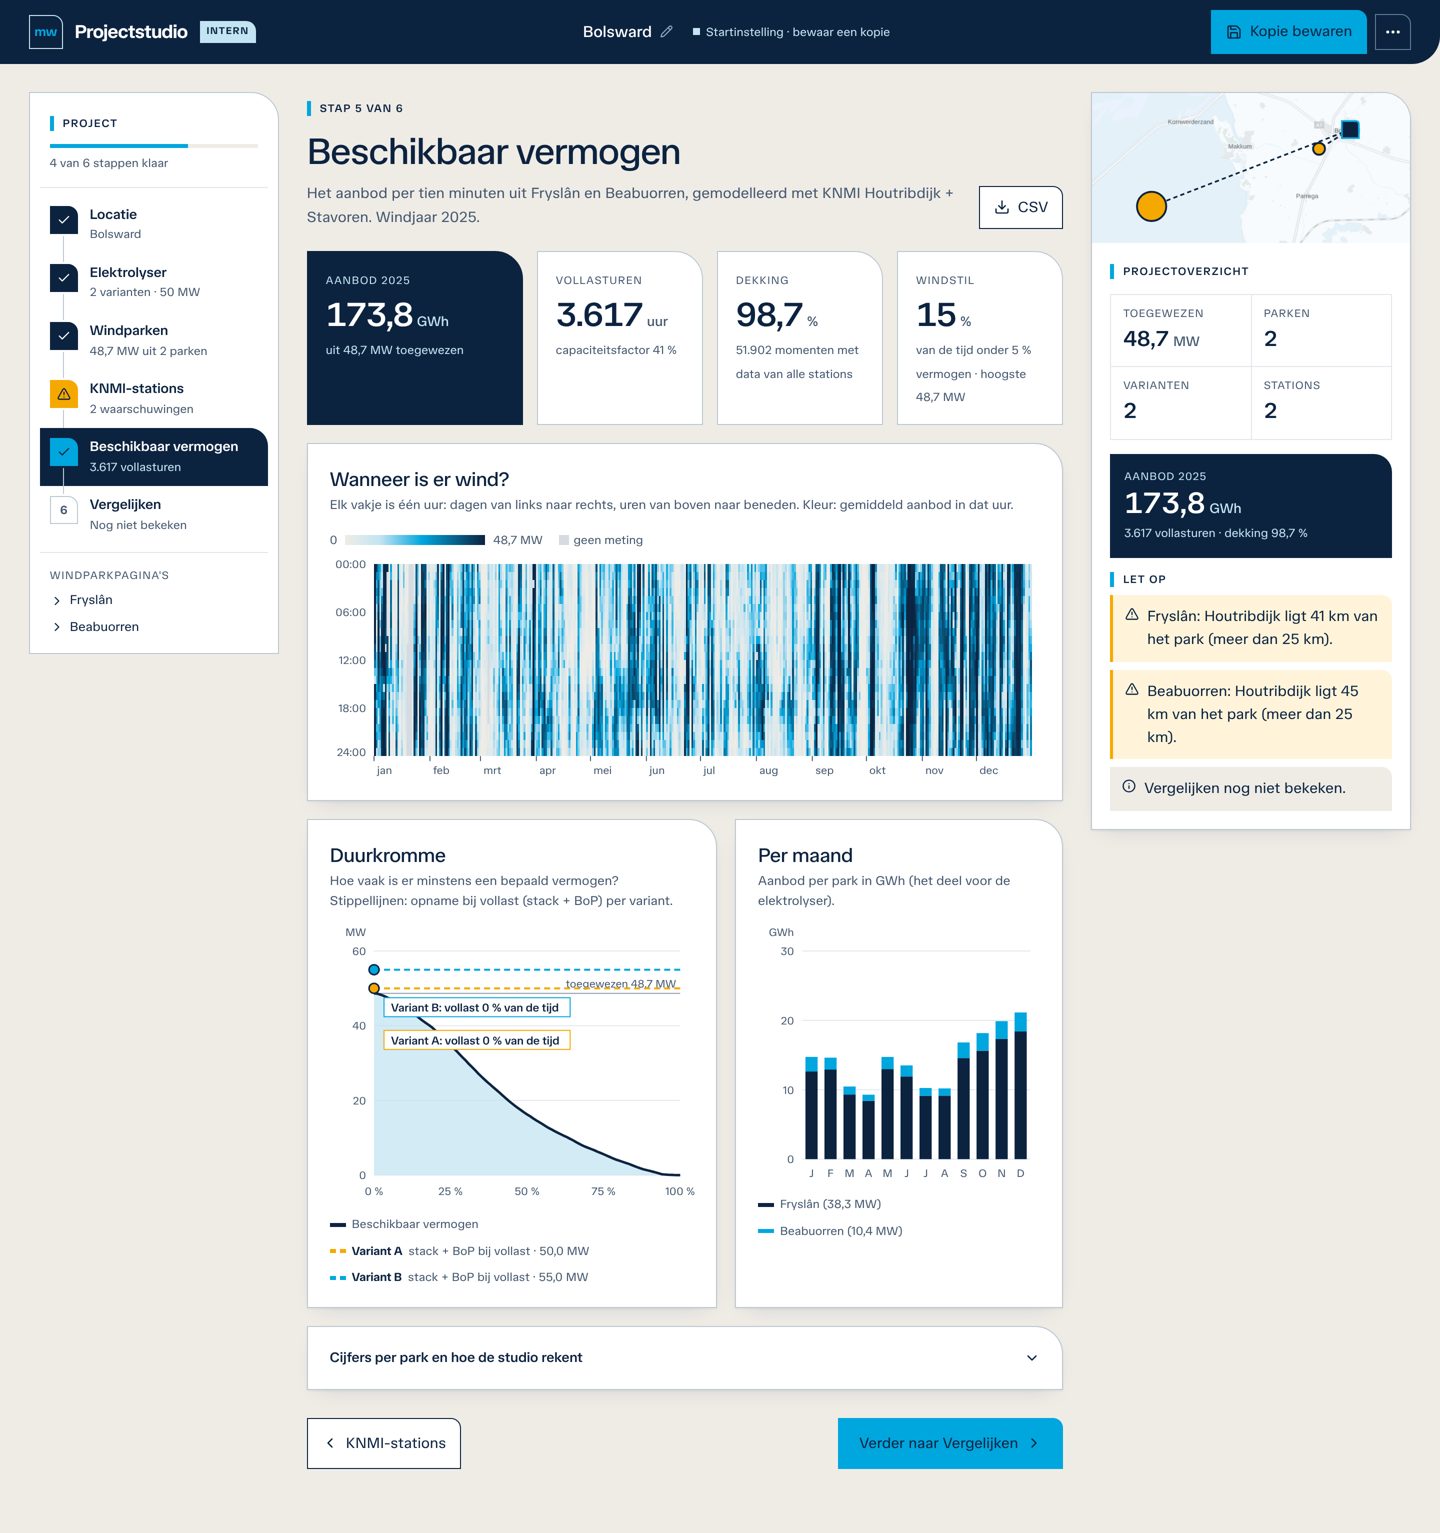 mw Projectstudio INTERN
Bolsward
Startinstelling · bewaar een kopie
Kopie bewaren
PROJECT
4 van 6 stappen klaar
Locatie
Bolsward
Elektrolyser
2 varianten · 50 MW
Windparken
48,7 MW uit 2 parken
KNMI-stations
2 waarschuwingen
Beschikbaar vermogen
3.617 vollasturen
6 Vergelijken
Nog niet bekeken
WINDPARKPAGINA'S
Fryslân
Beabuorren
STAP 5 VAN 6
Beschikbaar vermogen
Het aanbod per tien minuten uit Fryslân en Beabuorren, gemodelleerd met KNMI Houtribdijk +
Stavoren. Windjaar 2025.
CSV
AANBOD 2025
173,8 GWh
uit 48,7 MW toegewezen
VOLLASTUREN
3.617 uur
capaciteitsfactor 41 %
DEKKING
98,7 %
51.902 momenten met
data van alle stations
WINDSTIL
15 %
van de tijd onder 5 %
vermogen · hoogste
48,7 MW
Wanneer is er wind?
Elk vakje is één uur: dagen van links naar rechts, uren van boven naar beneden. Kleur: gemiddeld aanbod in dat uur.
0 48,7 MW geen meting
00:00
06:00
12:00
18:00
24:00
jan feb mrt apr mei jun jul aug sep okt nov dec
Duurkromme
Hoe vaak is er minstens een bepaald vermogen?
Stippellijnen: opname bij vollast (stack + BoP) per variant.
MW
60
toegewezen 48,7 MW
Variant B: vollast 0 % van de tijd
40
Variant A: vollast 0 % van de tijd
20
0
0 % 25 % 50 % 75 % 100 %
Beschikbaar vermogen
Variant A stack + BoP bij vollast · 50,0 MW
Variant B stack + BoP bij vollast · 55,0 MW
Per maand
Aanbod per park in GWh (het deel voor de
elektrolyser).
GWh
30
20
10
0
J F M A M J J A S O N D
Fryslân (38,3 MW)
Beabuorren (10,4 MW)
Cijfers per park en hoe de studio rekent
KNMI-stations
Verder naar Vergelijken
Kornwerderzand
Makkum
Parrega
PROJECTOVERZICHT
TOEGEWEZEN
48,7 MW
PARKEN
2
VARIANTEN
2
STATIONS
2
AANBOD 2025
173,8 GWh
3.617 vollasturen · dekking 98,7 %
LET OP
Fryslân: Houtribdijk ligt 41 km van
het park (meer dan 25 km).
Beabuorren: Houtribdijk ligt 45
km van het park (meer dan 25
km).
Vergelijken nog niet bekeken.